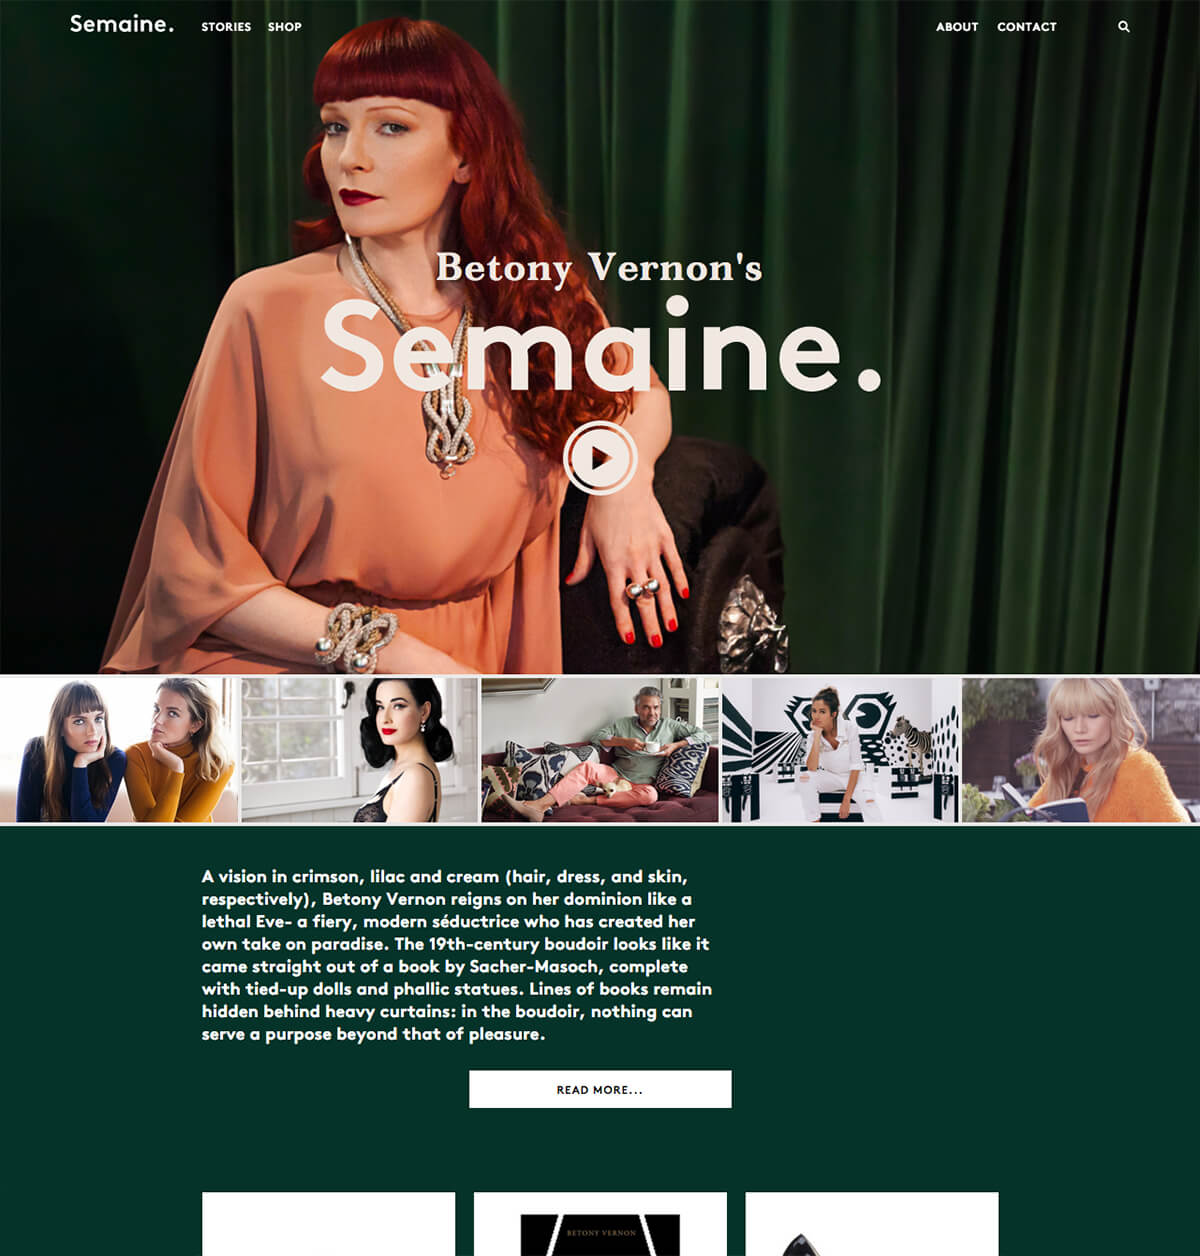 Semaine. STORIES SHOP ABOUT CONTACT
Betony Vernon's
Semaine.
A vision in crimson, lilac and cream (hair, dress, and skin,
respectively), Betony Vernon reigns on her dominion like a
lethal Eve- a fiery, modern séductrice who has created her
own take on paradise. The 19th-century boudoir looks like it
came straight out of a book by Sacher-Masoch, complete
with tied-up dolls and phallic statues. Lines of books remain
hidden behind heavy curtains: in the boudoir, nothing can
serve a purpose beyond that of pleasure.
READ MORE...
BETONY VERNON